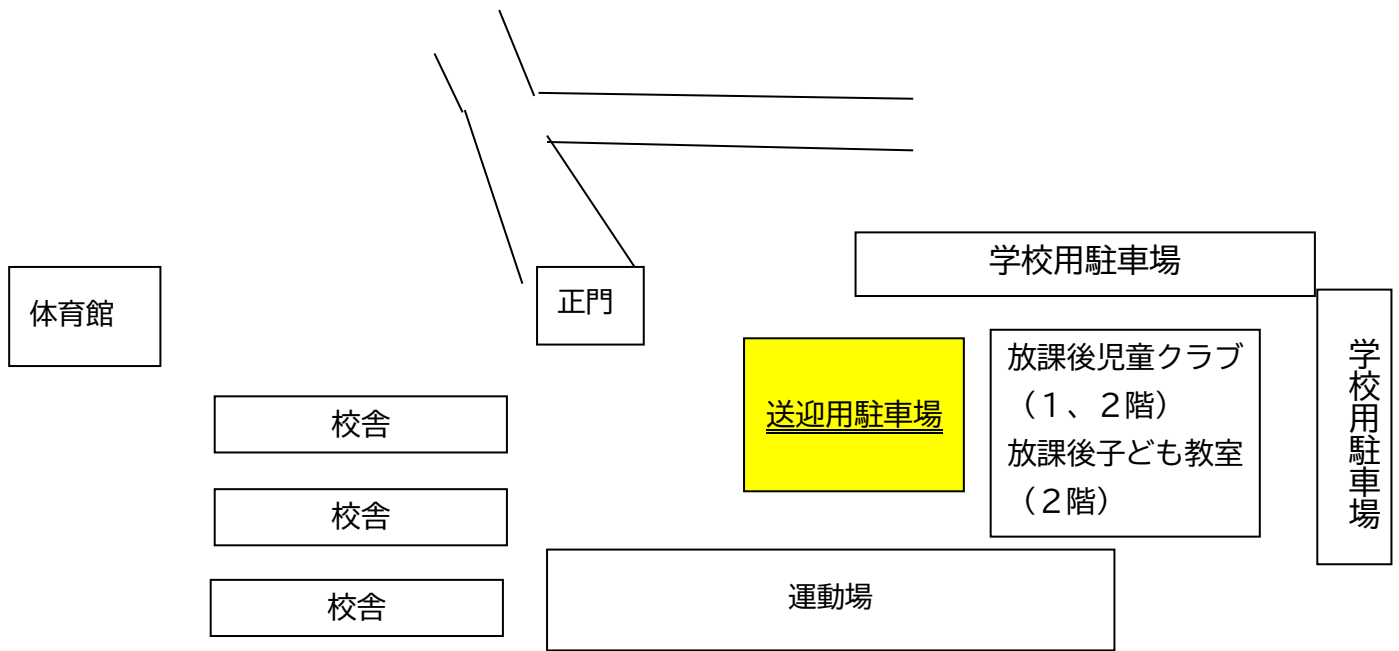 学校用駐車場
正門
体育館
放課後児童クラブ
（１、２階）
放課後子ども教室
（２階）
学校用駐車場
送迎用駐車場
校舎
校舎
校舎
運動場